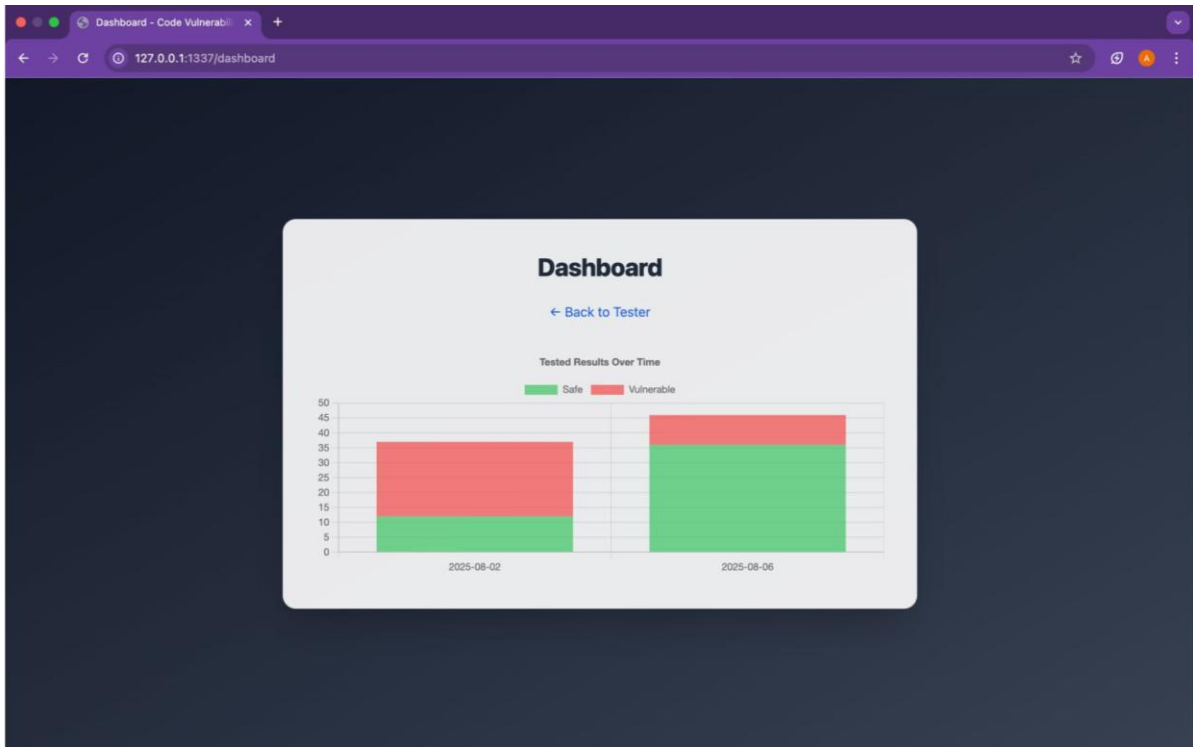 Dashboard - Code Vulnerabili
127.0.0.1:1337/dashboard
A
Dashboard
← Back to Tester
Tested Results Over Time
Safe Vulnerable
50
45
40
35
30
25
20
15
10
5
0
2025-08-02 2025-08-06